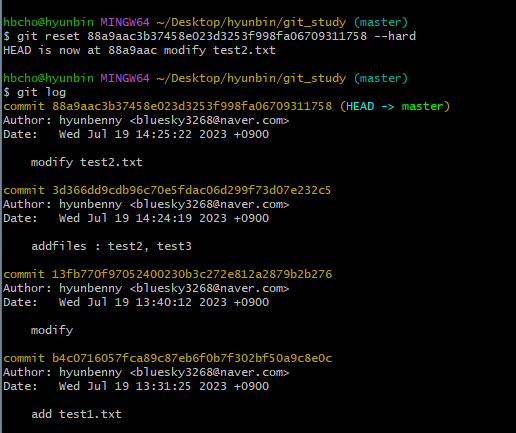 hbcho@hyunbin MINGW64 ~/Desktop/hyunbin/git_study (master)
$ git reset 88a9aac3b37458e023d3253f998fa06709311758 --hard
HEAD is now at 88a9aac modify test2.txt
hbcho@hyunbin MINGW64 ~/Desktop/hyunbin/git_study (master)
$ git log
commit 88a9aac3b37458e023d3253f998fa06709311758 (HEAD -> master)
Author: hyunbenny <bluesky3268@naver.com>
Date:   Wed Jul 19 14:25:22 2023 +0900
modify test2.txt
commit 3d366dd9cdb96c70e5fdac06d299f73d07e232c5
Author: hyunbenny <bluesky3268@naver.com>
Date:   Wed Jul 19 14:24:19 2023 +0900
addfiles : test2, test3
commit 13fb770f97052400230b3c272e812a2879b2b276
Author: hyunbenny <bluesky3268@naver.com>
Date:   Wed Jul 19 13:40:12 2023 +0900
modify
commit b4c0716057fca89c87eb6f0b7f302bf50a9c8e0c
Author: hyunbenny <bluesky3268@naver.com>
Date:   Wed Jul 19 13:31:25 2023 +0900
add test1.txt